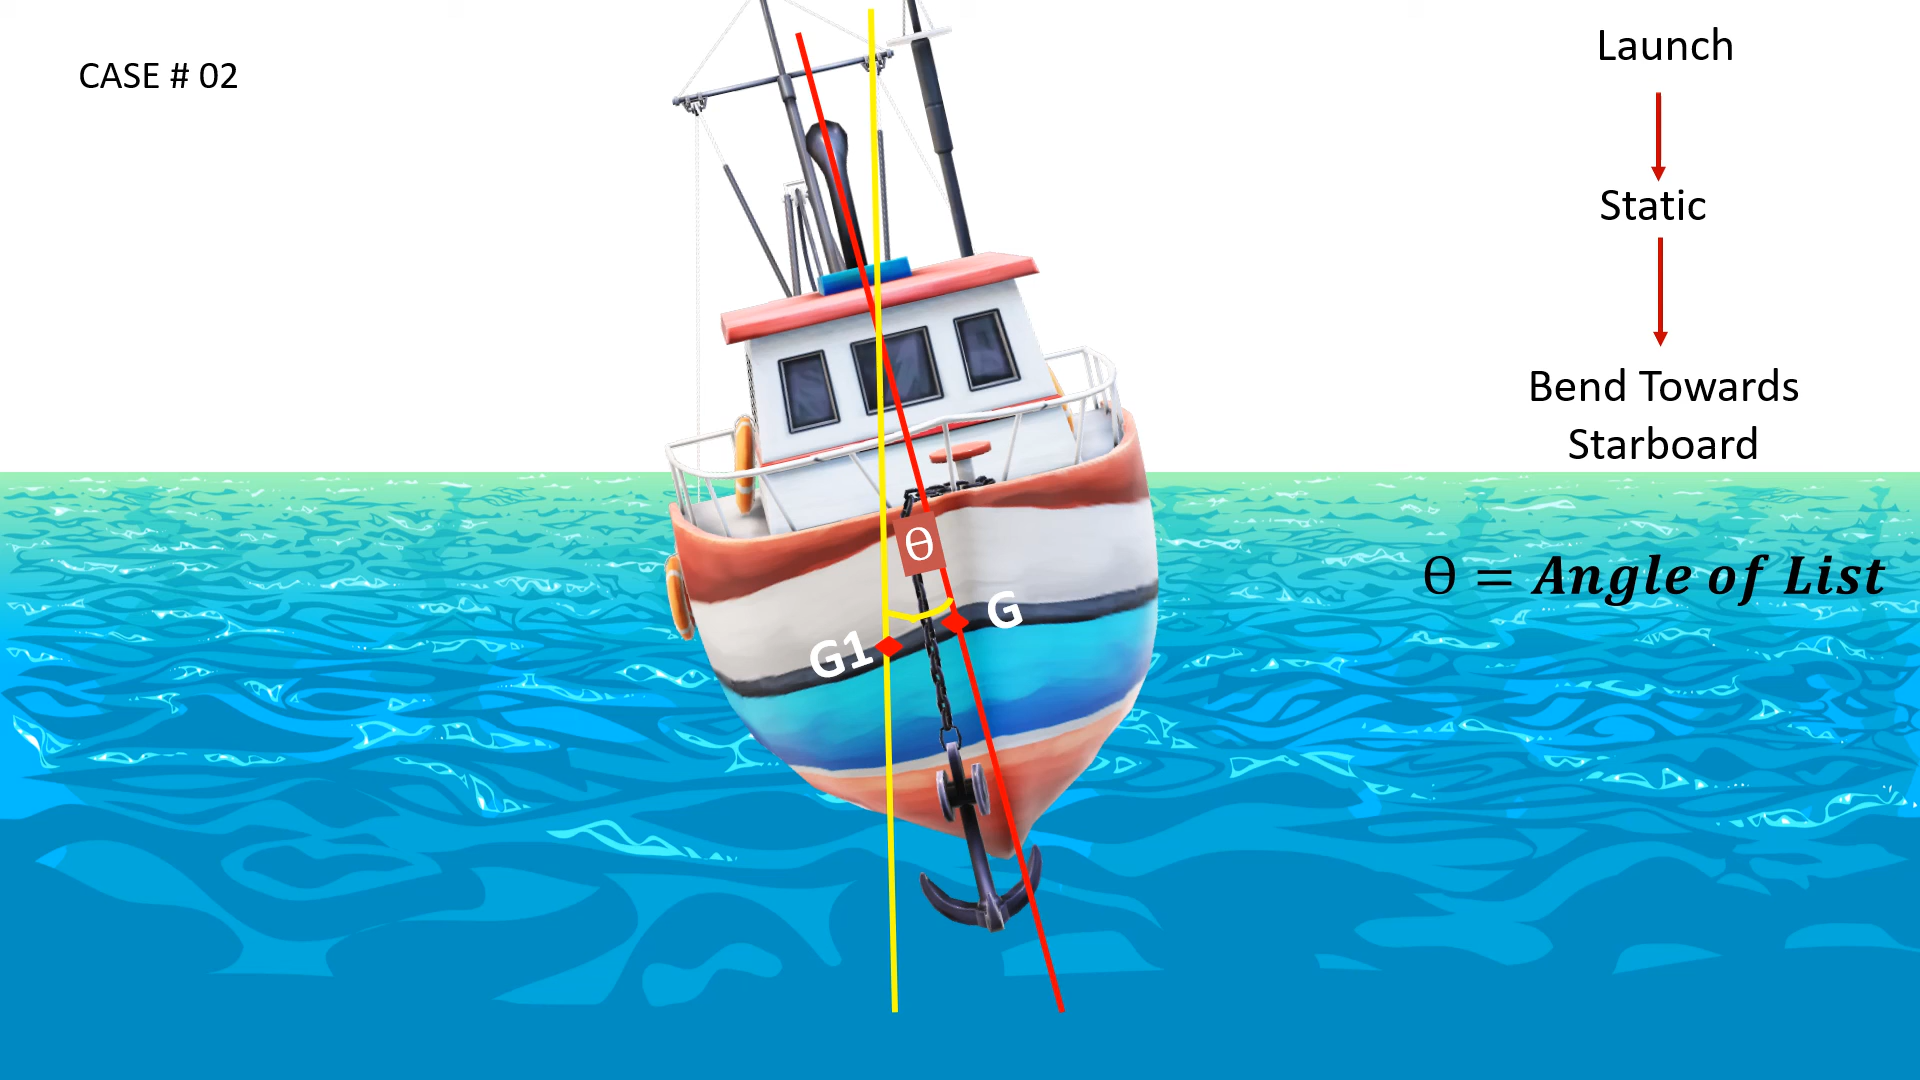 CASE # 02
Launch
Static
Bend Towards
Starboard
Θ
Θ = Angle of List
G
G1